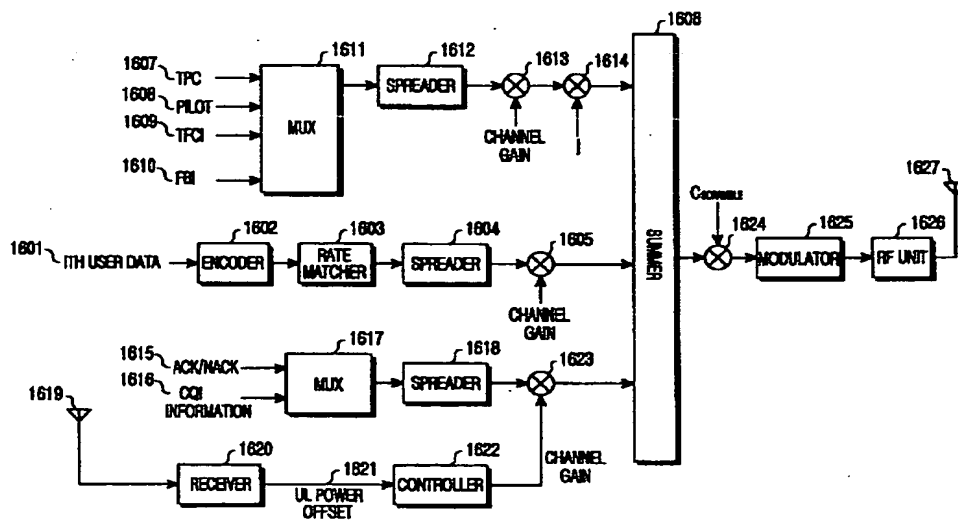 1607 TPC
1608 PILOT
1609 TFCI
1610 FBI
1611
MUX
1612
SPREADER
1613
CHANNEL
GAIN
1614
j
1608
SUMMER
1601 ITH USER DATA
1602
ENCODER
1603
RATE
MATCHER
1604
SPREADER
1605
CHANNEL
GAIN
1615 ACK/NACK
1616 CQI
INFORMATION
1617
MUX
1618
SPREADER
1623
CHANNEL
GAIN
1619
1620
RECEIVER
1621
UL POWER
OFFSET
1622
CONTROLLER
CSCRAMBLE
1624
1625
MODULATOR
1626
RF UNIT
1627